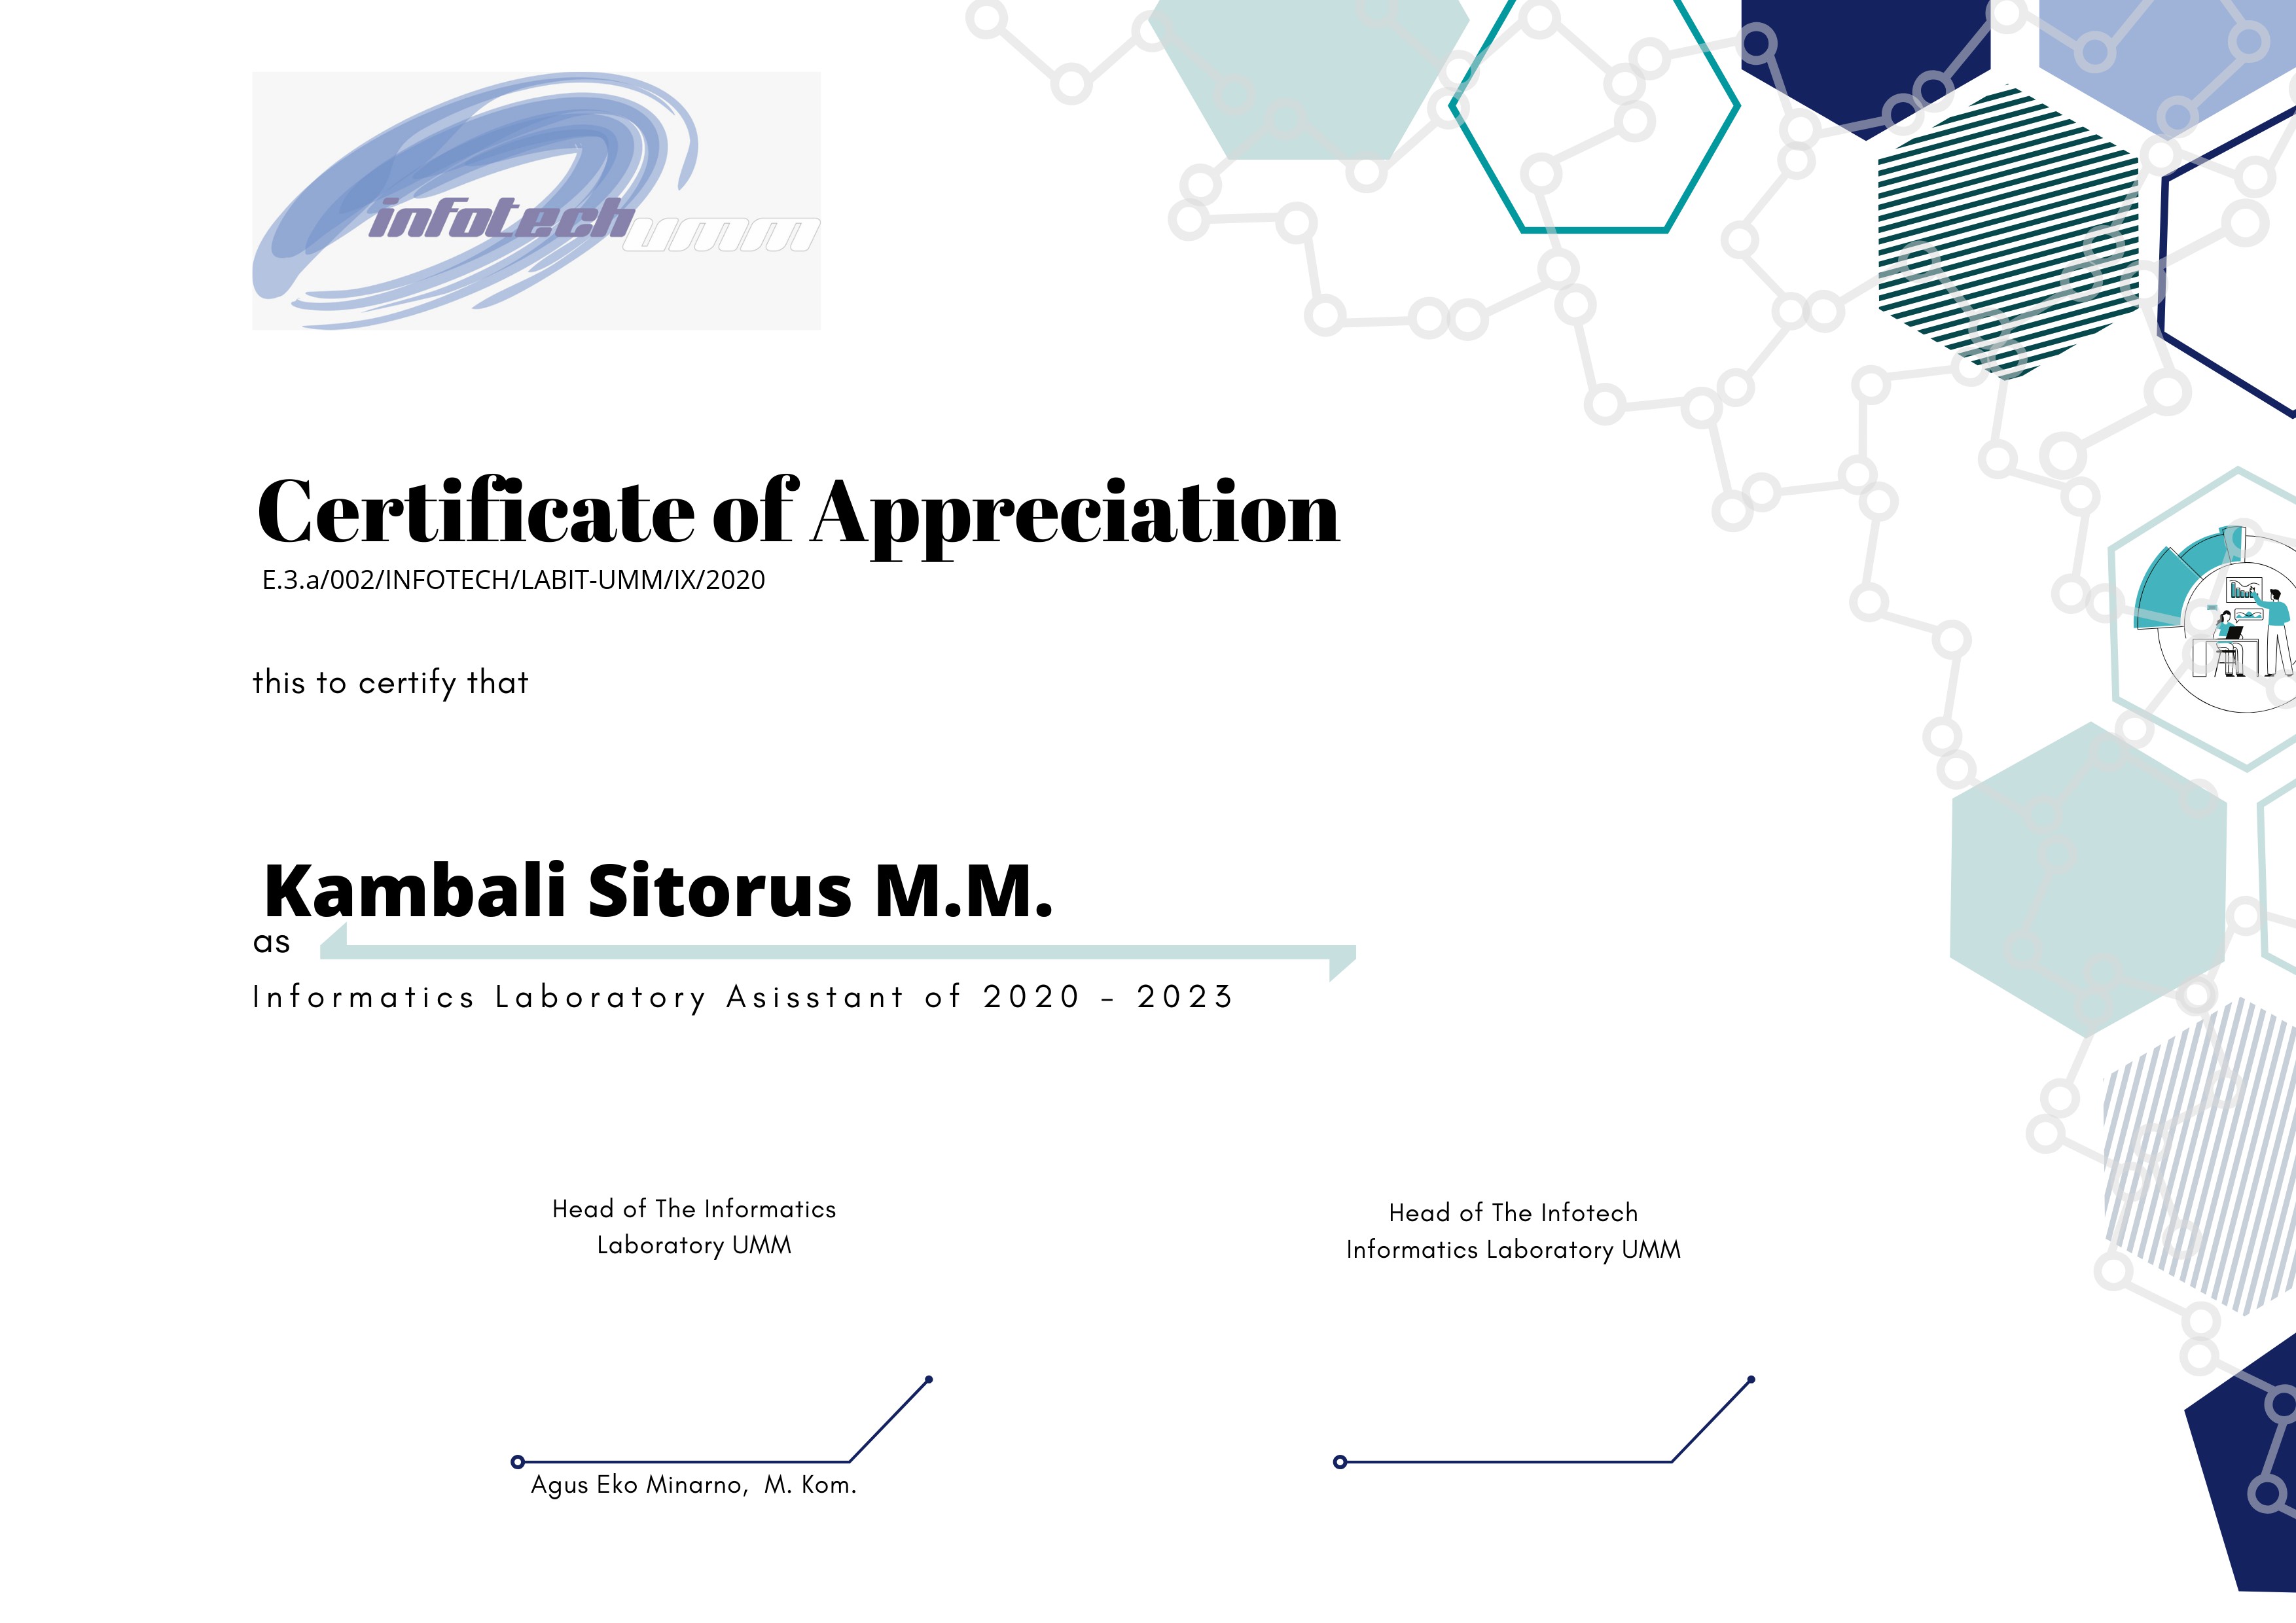 infotechumm
Certificate of Appreciation
E.3.a/002/INFOTECH/LABIT-UMM/IX/2020
this to certify that
Kambali Sitorus M.M.
as
Informatics Laboratory Asisstant of 2020 - 2023
Head of The Informatics
Laboratory UMM
Head of The Infotech
Informatics Laboratory UMM
Agus Eko Minarno, M. Kom.